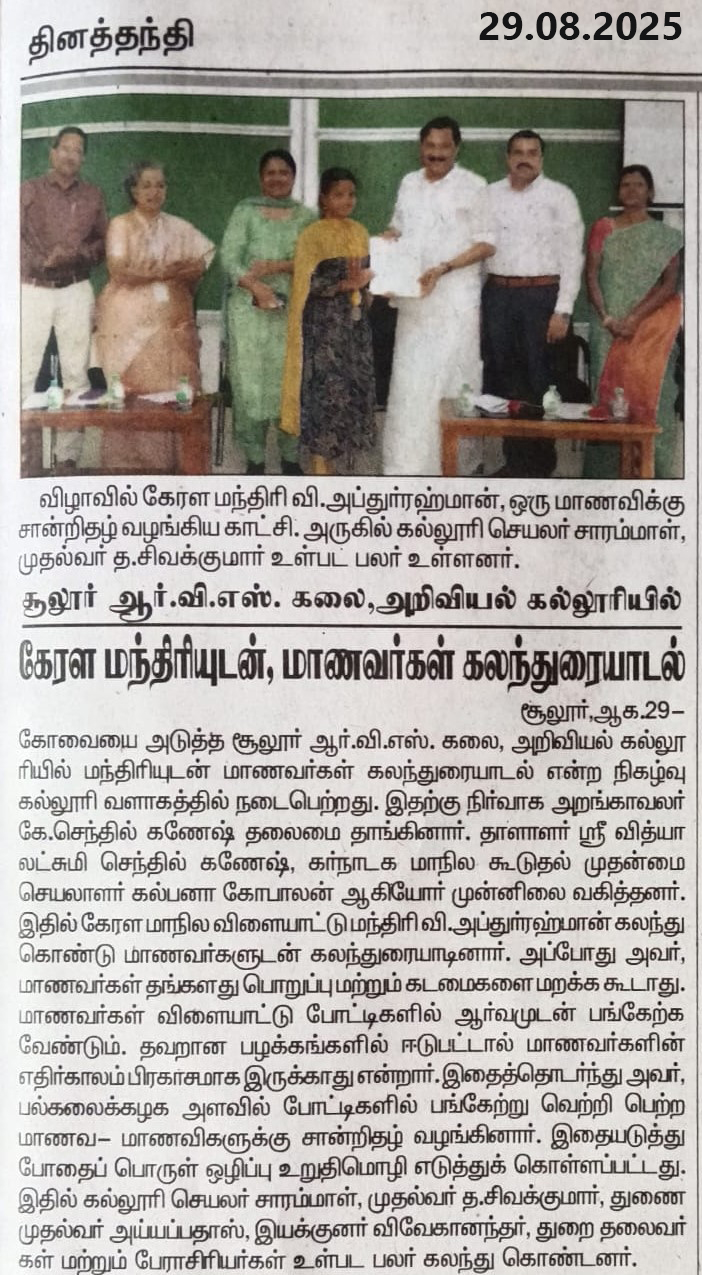 தினத்தந்தி
29.08.2025
விழாவில் கேரள மந்திரி வி.அப்துர்ரஹ்மான், ஒரு மாணவிக்கு
சான்றிதழ் வழங்கிய காட்சி. அருகில் கல்லூரி செயலர் சாரம்மாள்,
முதல்வர் த.சிவக்குமார் உள்பட பலர் உள்ளனர்.
சூலூர் ஆர்.வி.எஸ். கலை,அறிவியல் கல்லூரியில்
கேரள மந்திரியுடன், மாணவர்கள் கலந்துரையாடல்
சூலூர்,ஆக.29–
கோவையை அடுத்த சூலூர் ஆர்.வி.எஸ். கலை, அறிவியல் கல்லூ
ரியில் மந்திரியுடன் மாணவர்கள் கலந்துரையாடல் என்ற நிகழ்வு
கல்லூரி வளாகத்தில் நடைபெற்றது. இதற்கு நிர்வாக அறங்காவலர்
கே.செந்தில் கணேஷ் தலைமை தாங்கினார். தாளாளர் ஸ்ரீ வித்யா
லட்சுமி செந்தில் கணேஷ், கர்நாடக மாநில கூடுதல் முதன்மை
செயலாளர் கல்பனா கோபாலன் ஆகியோர் முன்னிலை வகித்தனர்.
இதில் கேரள மாநில விளையாட்டு மந்திரி வி.அப்துர்ரஹ்மான் கலந்து
கொண்டு மாணவர்களுடன் கலந்துரையாடினார். அப்போது அவர்,
மாணவர்கள் தங்களது பொறுப்பு மற்றும் கடமைகளை மறக்க கூடாது.
மாணவர்கள் விளையாட்டு போட்டிகளில் ஆர்வமுடன் பங்கேற்க
வேண்டும். தவறான பழக்கங்களில் ஈடுபட்டால் மாணவர்களின்
எதிர்காலம் பிரகாசமாக இருக்காது என்றார். இதைத்தொடர்ந்து அவர்,
பல்கலைக்கழக அளவில் போட்டிகளில் பங்கேற்று வெற்றி பெற்ற
மாணவ– மாணவிகளுக்கு சான்றிதழ் வழங்கினார். இதையடுத்து
போதைப் பொருள் ஒழிப்பு உறுதிமொழி எடுத்துக் கொள்ளப்பட்டது.
இதில் கல்லூரி செயலர் சாரம்மாள், முதல்வர் த.சிவக்குமார், துணை
முதல்வர் அய்யப்பதாஸ், இயக்குனர் விவேகானந்தர், துறை தலைவர்
கள் மற்றும் பேராசிரியர்கள் உள்பட பலர் கலந்து கொண்டனர்.